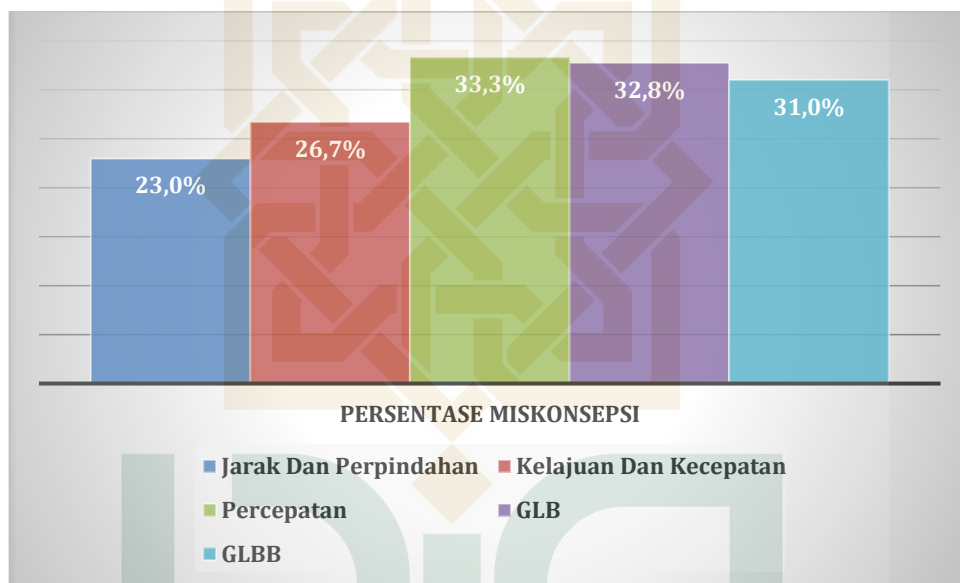 23,0%
26,7%
33,3%
32,8%
31,0%
PERSENTASE MISKONSEPSI
Jarak Dan Perpindahan Kelajuan Dan Kecepatan
Percepatan GLB
GLBB